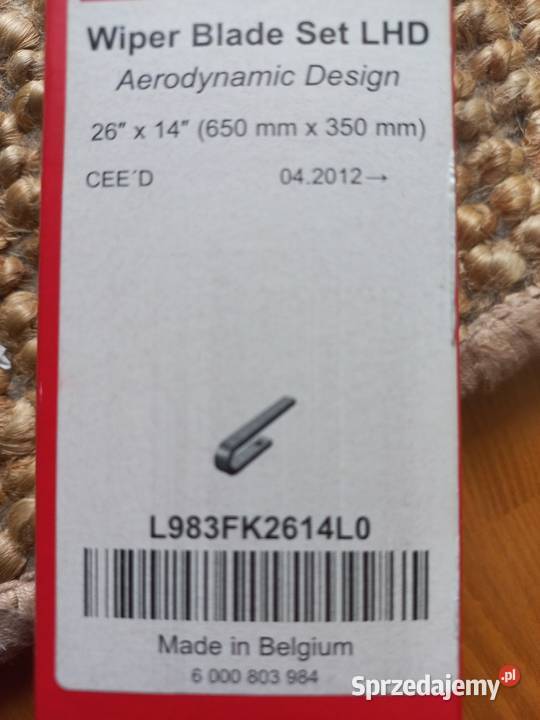 Wiper Blade Set LHD
Aerodynamic Design
26" x 14" (650 mm x 350 mm)
CEE´D 04.2012→
L983FK2614L0
Made in Belgium
6 000 803 984
Sprzedajemy.pl